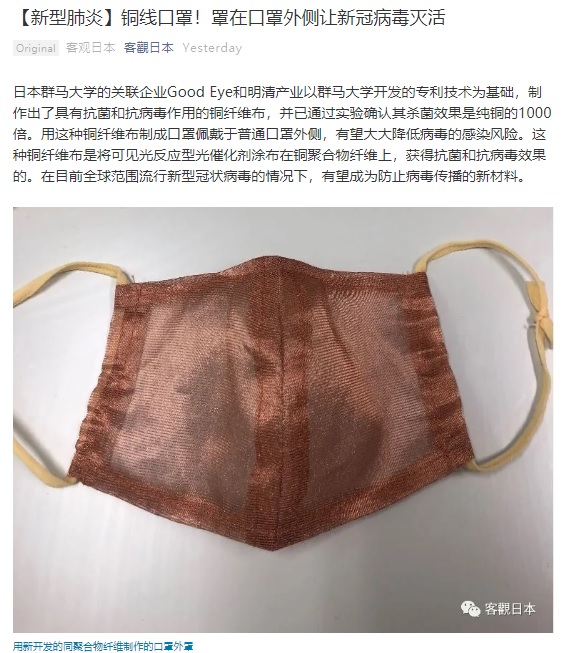 【新型肺炎】铜线口罩！罩在口罩外侧让新冠病毒灭活
Original 客观日本 客觀日本 Yesterday
日本群马大学的关联企业Good Eye和明清产业以群马大学开发的专利技术为基础，制
作出了具有抗菌和抗病毒作用的铜纤维布，并已通过实验确认其杀菌效果是纯铜的1000
倍。用这种铜纤维布制成口罩佩戴于普通口罩外侧，有望大大降低病毒的感染风险。这
种铜纤维布是将可见光反应型光催化剂涂布在铜聚合物纤维上，获得抗菌和抗病毒效果
的。在目前全球范围流行新型冠状病毒的情况下，有望成为防止病毒传播的新材料。
客觀日本
用新开发的同聚合物纤维制作的口罩外罩